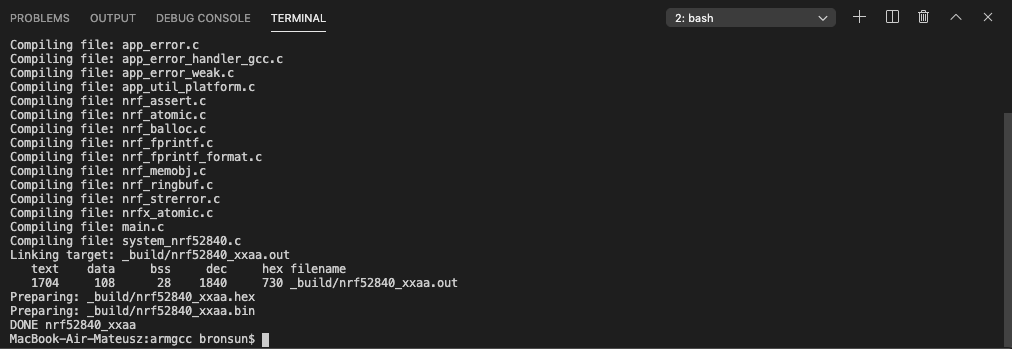 PROBLEMS OUTPUT DEBUG CONSOLE TERMINAL 2: bash
Compiling file: app_error.c
Compiling file: app_error_handler_gcc.c
Compiling file: app_error_weak.c
Compiling file: app_util_platform.c
Compiling file: nrf_assert.c
Compiling file: nrf_atomic.c
Compiling file: nrf_balloc.c
Compiling file: nrf_fprintf.c
Compiling file: nrf_fprintf_format.c
Compiling file: nrf_memobj.c
Compiling file: nrf_ringbuf.c
Compiling file: nrf_strerror.c
Compiling file: nrfx_atomic.c
Compiling file: main.c
Compiling file: system_nrf52840.c
Linking target: _build/nrf52840_xxaa.out
text data bss dec hex filename
1704 108 28 1840 730 _build/nrf52840_xxaa.out
Preparing: _build/nrf52840_xxaa.hex
Preparing: _build/nrf52840_xxaa.bin
DONE nrf52840_xxaa
MacBook-Air-Mateusz:armgcc bronsun$